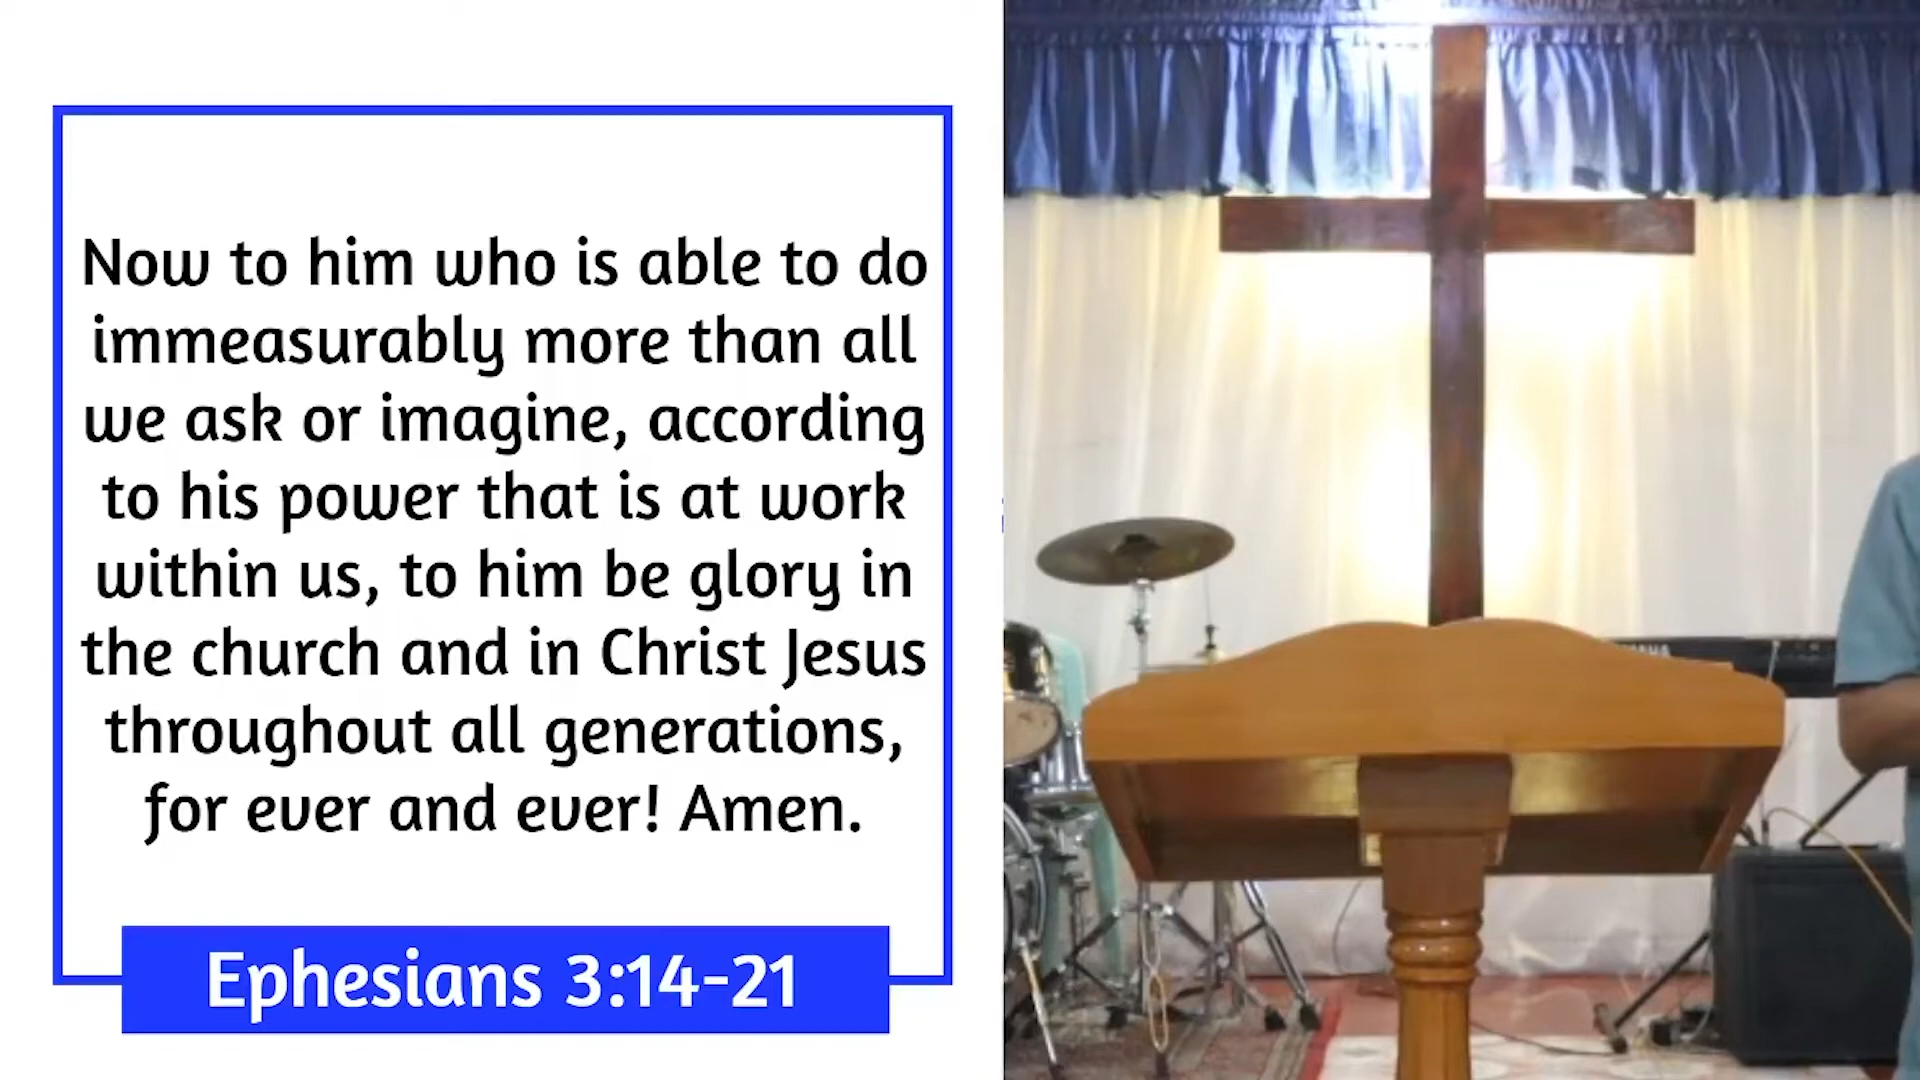 Now to him who is able to do
immeasurably more than all
we ask or imagine, according
to his power that is at work
within us, to him be glory in
the church and in Christ Jesus
throughout all generations,
for ever and ever! Amen.
Ephesians 3:14-21